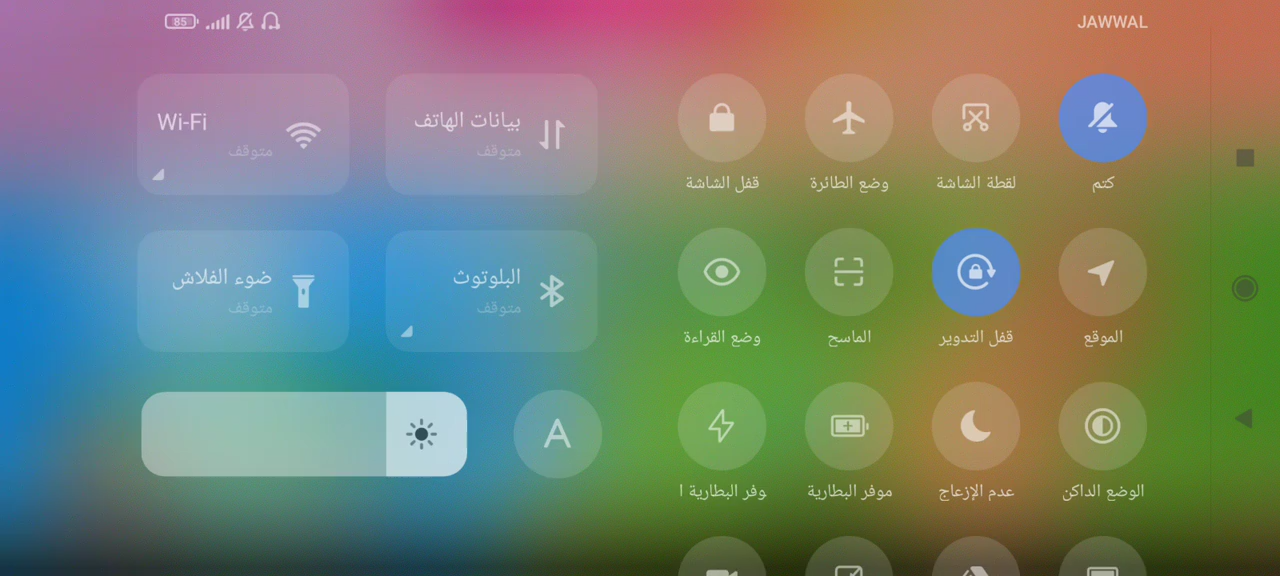 JAWWAL
85
كتم
لقطة الشاشة
وضع الطائرة
قفل الشاشة
بيانات الهاتف
متوقف
Wi-Fi
متوقف
الموقع
قفل التدوير
الماسح
وضع القراءة
البلوتوث
متوقف
ضوء الفلاش
متوقف
A
الوضع الداكن
عدم الإزعاج
موفر البطارية
وفر البطارية ا